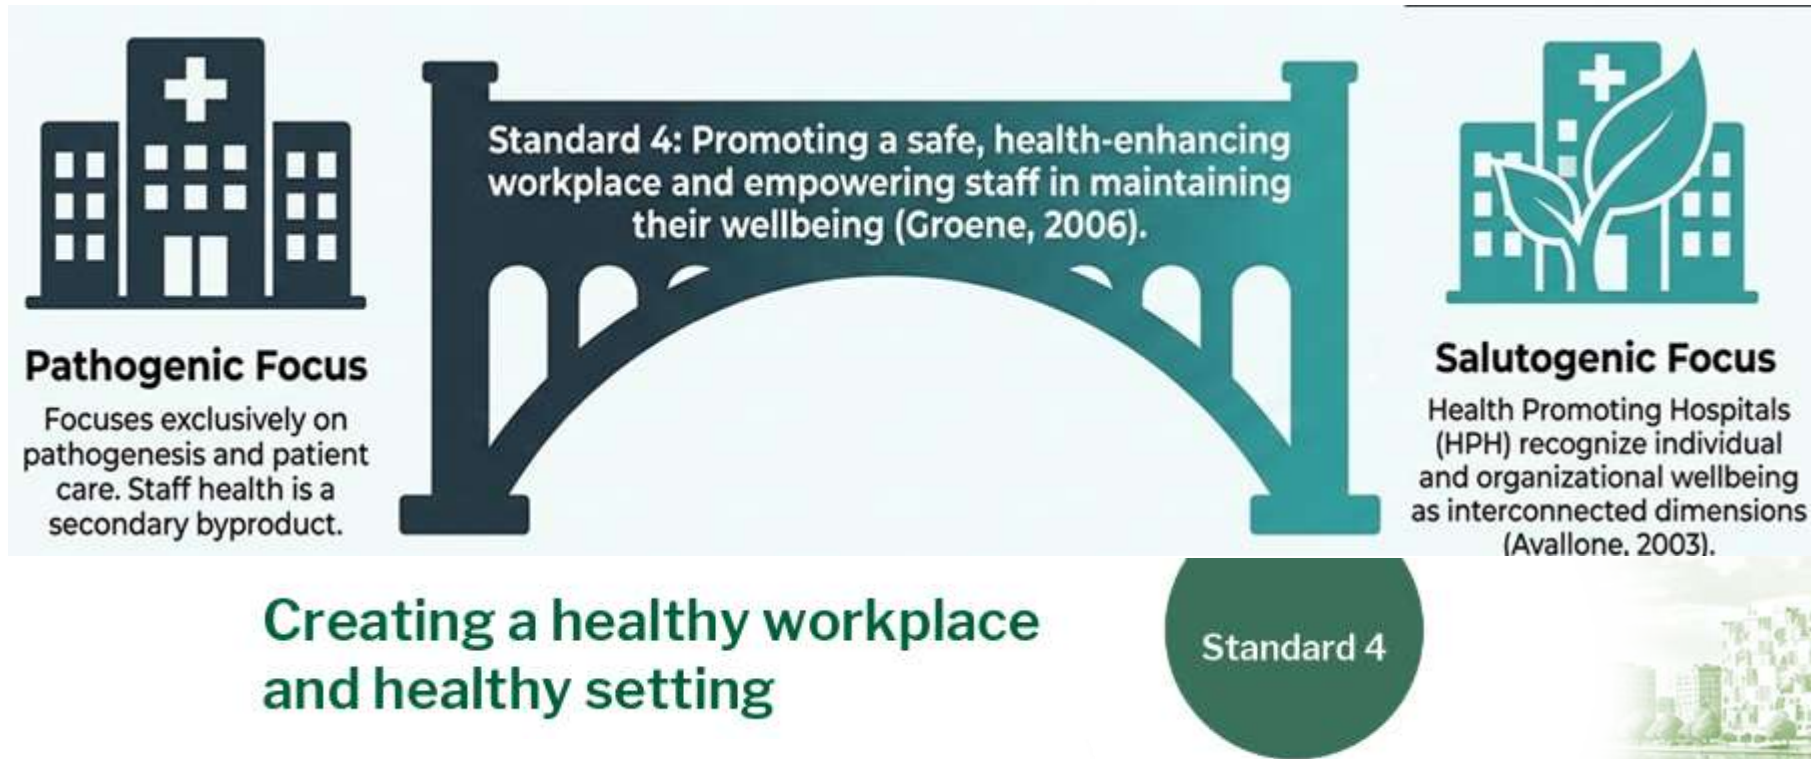 Standard 4: Promoting a safe, health-enhancing
workplace and empowering staff in maintaining
their wellbeing (Groene, 2006).
Pathogenic Focus
Focuses exclusively on
pathogenesis and patient
care. Staff health is a
secondary byproduct.
Salutogenic Focus
Health Promoting Hospitals
(HPH) recognize individual
and organizational wellbeing
as interconnected dimensions
(Avallone, 2003).
Creating a healthy workplace
and healthy setting
Standard 4